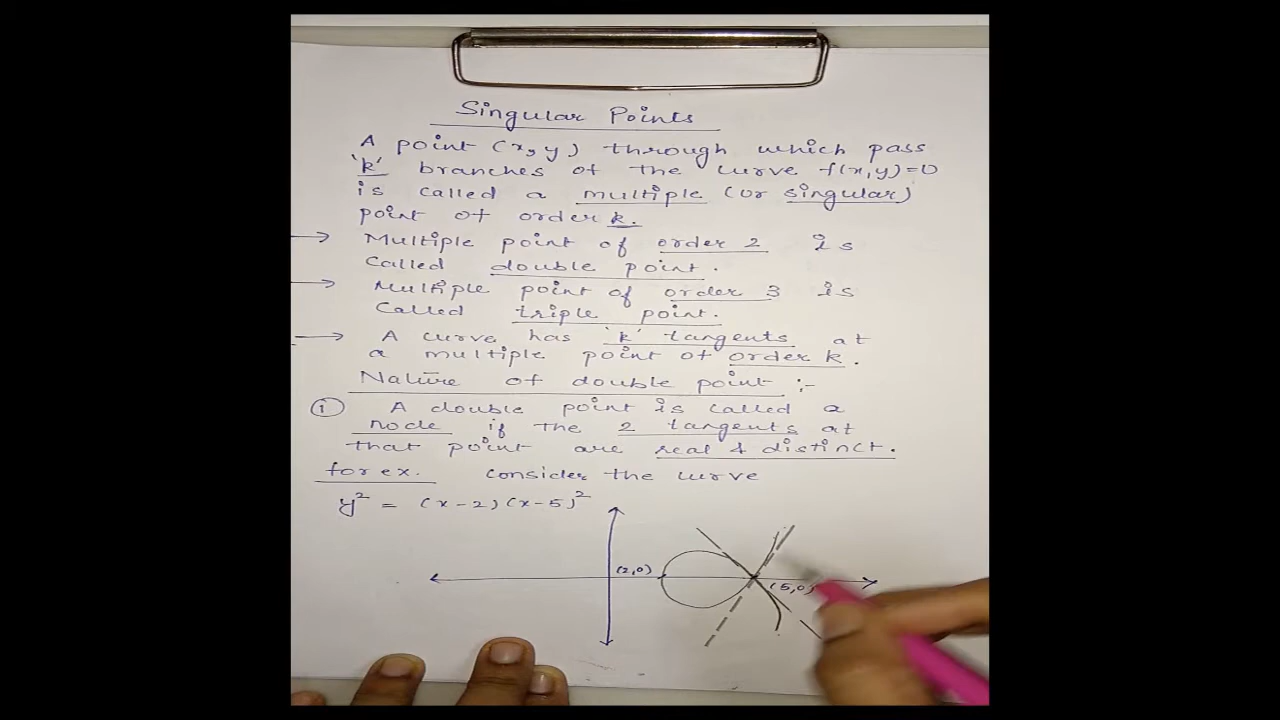 Singular Points
A point (x, y) through which pass
'k' branches of the curve f(x,y)=0
is called a multiple (or singular)
point of order k.
→ Multiple point of order 2 is
Called double point.
→ Multiple point of order 3 is
Called triple point.
→ A curve has 'k' tangents at
a multiple point of order k.
Nature of double point :-
(i) A double point is called a
node if the 2 tangents at
that point are real & distinct.
for ex. Consider the curve
y² = (x-2)(x-5)²
(2,0)
(5,0)